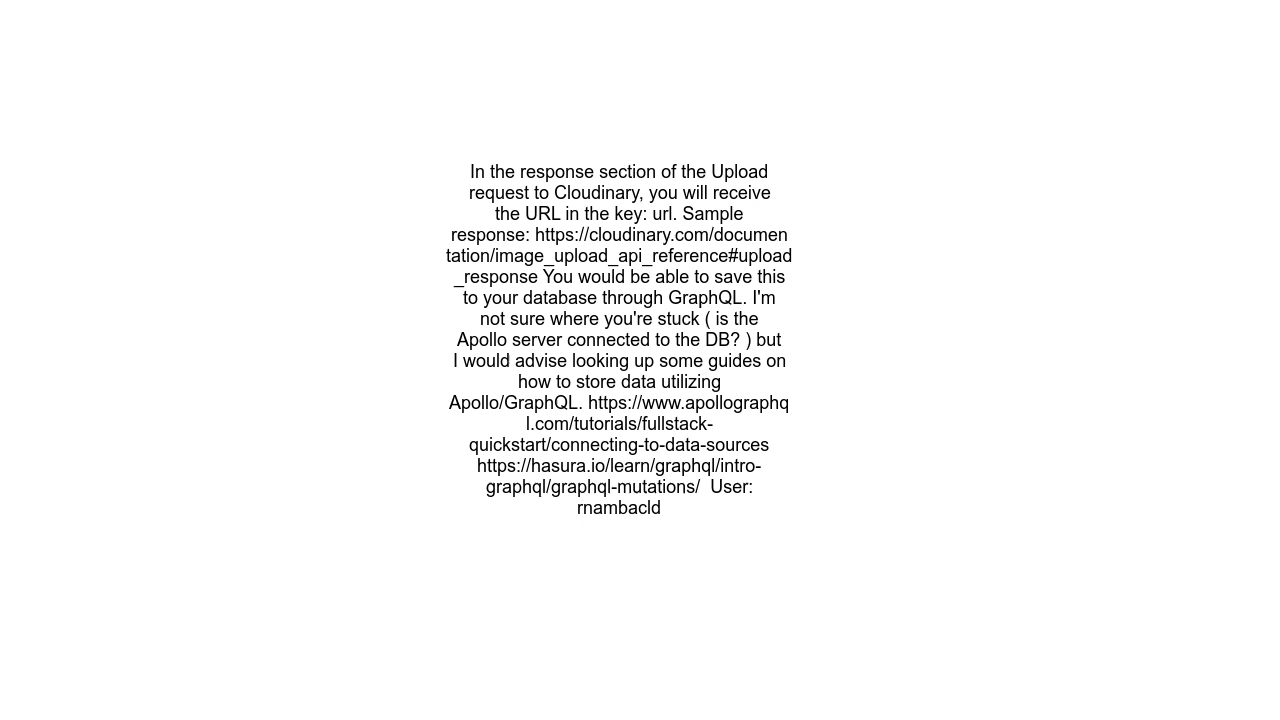 In the response section of the Upload
request to Cloudinary, you will receive
the URL in the key: url. Sample
response: https://cloudinary.com/documen
tation/image_upload_api_reference#upload
_response You would be able to save this
to your database through GraphQL. I'm
not sure where you're stuck ( is the
Apollo server connected to the DB? ) but
I would advise looking up some guides on
how to store data utilizing
Apollo/GraphQL. https://www.apollographq
l.com/tutorials/fullstack-
quickstart/connecting-to-data-sources
https://hasura.io/learn/graphql/intro-
graphql/graphql-mutations/  User:
rnambacld